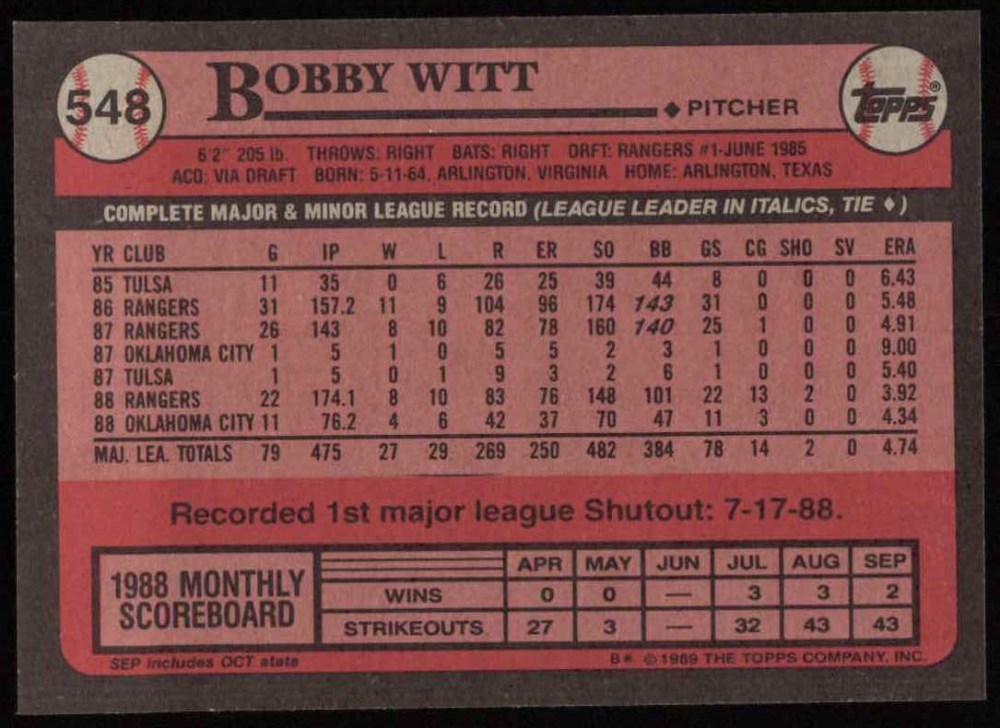 548
BOBBY WITT
♦ PITCHER
Topps®
6'2" 205 lb. THROWS: RIGHT BATS: RIGHT DRFT: RANGERS #1-JUNE 1985
ACQ: VIA DRAFT BORN: 5-11-64, ARLINGTON, VIRGINIA HOME: ARLINGTON, TEXAS
COMPLETE MAJOR & MINOR LEAGUE RECORD (LEAGUE LEADER IN ITALICS, TIE ♦)
YR CLUB G IP W L R ER SO BB GS CG SHO SV ERA
85 TULSA 11 35 0 6 26 25 39 44 8 0 0 0 6.43
86 RANGERS 31 157.2 11 9 104 96 174 143 31 0 0 0 5.48
87 RANGERS 26 143 8 10 82 78 160 140 25 1 0 0 4.91
87 OKLAHOMA CITY 1 5 1 0 5 5 2 3 1 0 0 0 9.00
87 TULSA 1 5 0 1 9 3 2 6 1 0 0 0 5.40
88 RANGERS 22 174.1 8 10 83 76 148 101 22 13 2 0 3.92
88 OKLAHOMA CITY 11 76.2 4 6 42 37 70 47 11 3 0 0 4.34
MAJ. LEA. TOTALS 79 475 27 29 269 250 482 384 78 14 2 0 4.74
Recorded 1st major league Shutout: 7-17-88.
1988 MONTHLY SCOREBOARD
APR MAY JUN JUL AUG SEP
WINS 0 0 — 3 3 2
STRIKEOUTS 27 3 — 32 43 43
SEP includes OCT stats
B* © 1989 THE TOPPS COMPANY, INC.